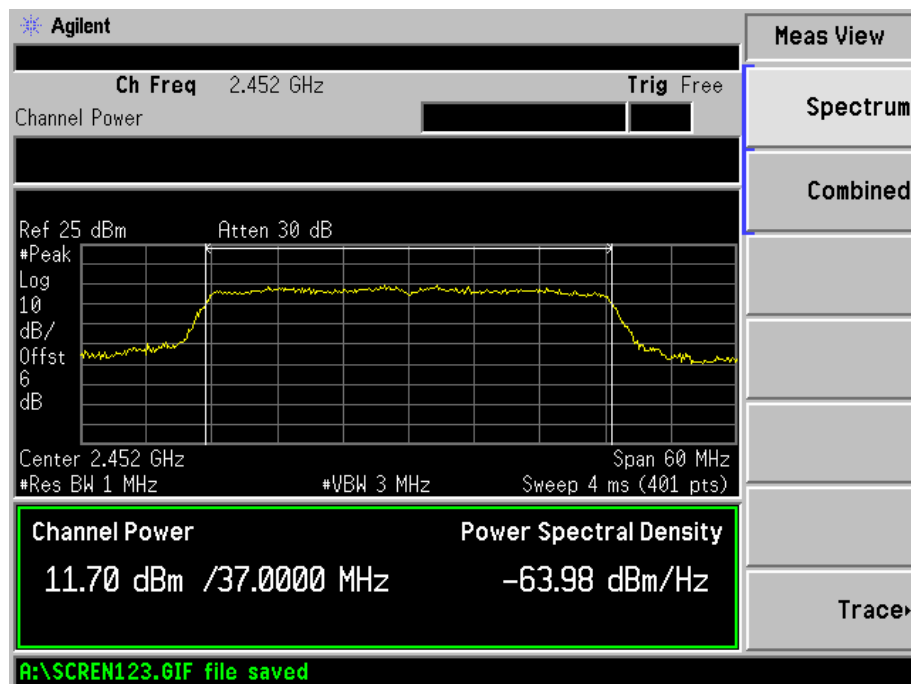 Agilent
Meas View
Ch Freq 2.452 GHz Trig Free
Channel Power
Spectrum
Combined
Ref 25 dBm Atten 30 dB
#Peak
Log
10
dB/
Offst
6
dB
Center 2.452 GHz Span 60 MHz
#Res BW 1 MHz #VBW 3 MHz Sweep 4 ms (401 pts)
Channel Power Power Spectral Density
11.70 dBm /37.0000 MHz -63.98 dBm/Hz
Trace
A:\SCREN123.GIF file saved